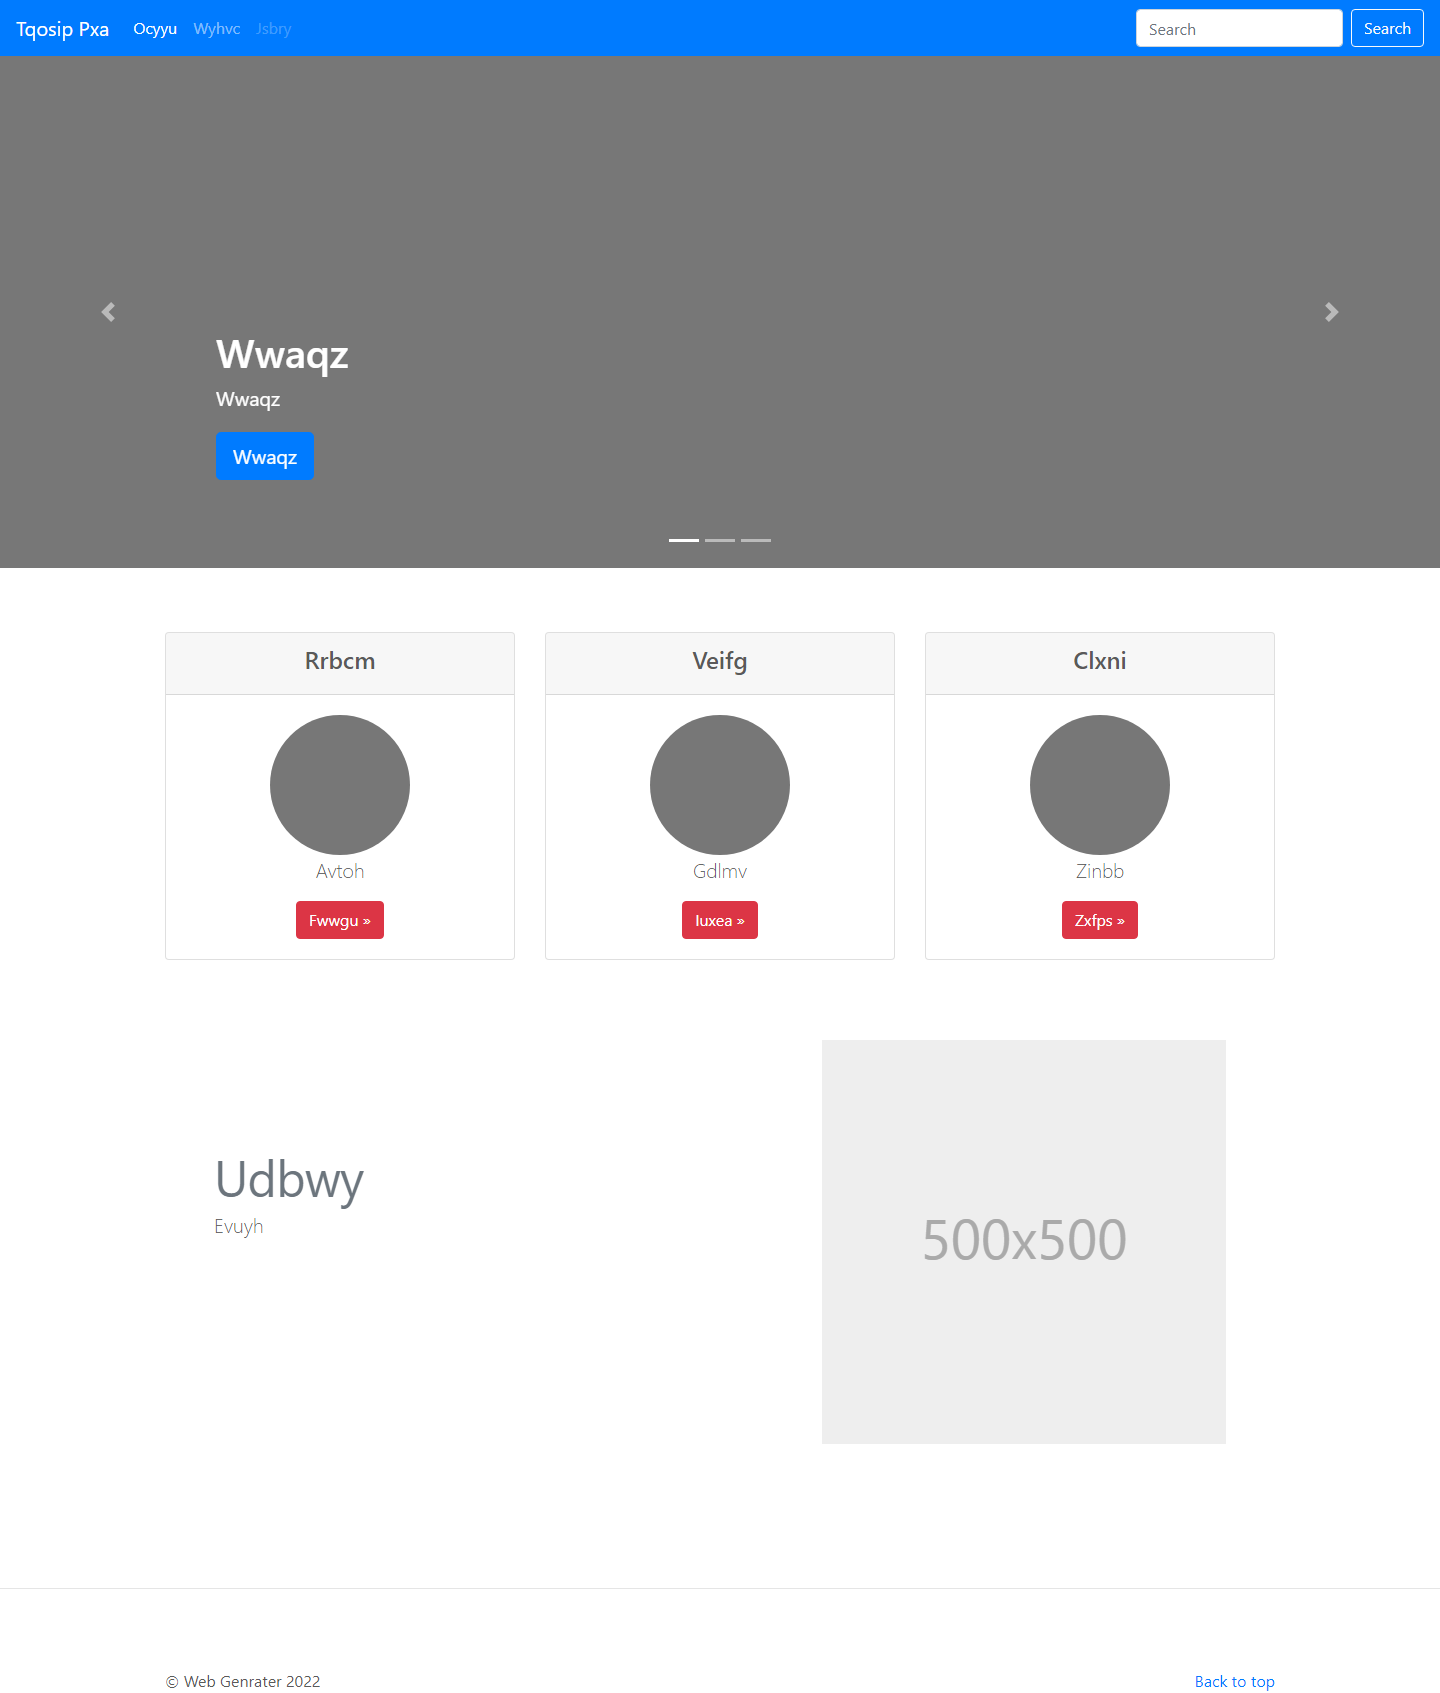 Tqosip Pxa Ocyyu Wyhvc Jsbry Search Search
Wwaqz
Wwaqz
Wwaqz
Rrbcm Veifg Clxni
Avtoh Gdlmv Zinbb
Fwwgu » Iuxea » Zxfps »
Udbwy
Evuyh
500x500
© Web Genrater 2022 Back to top